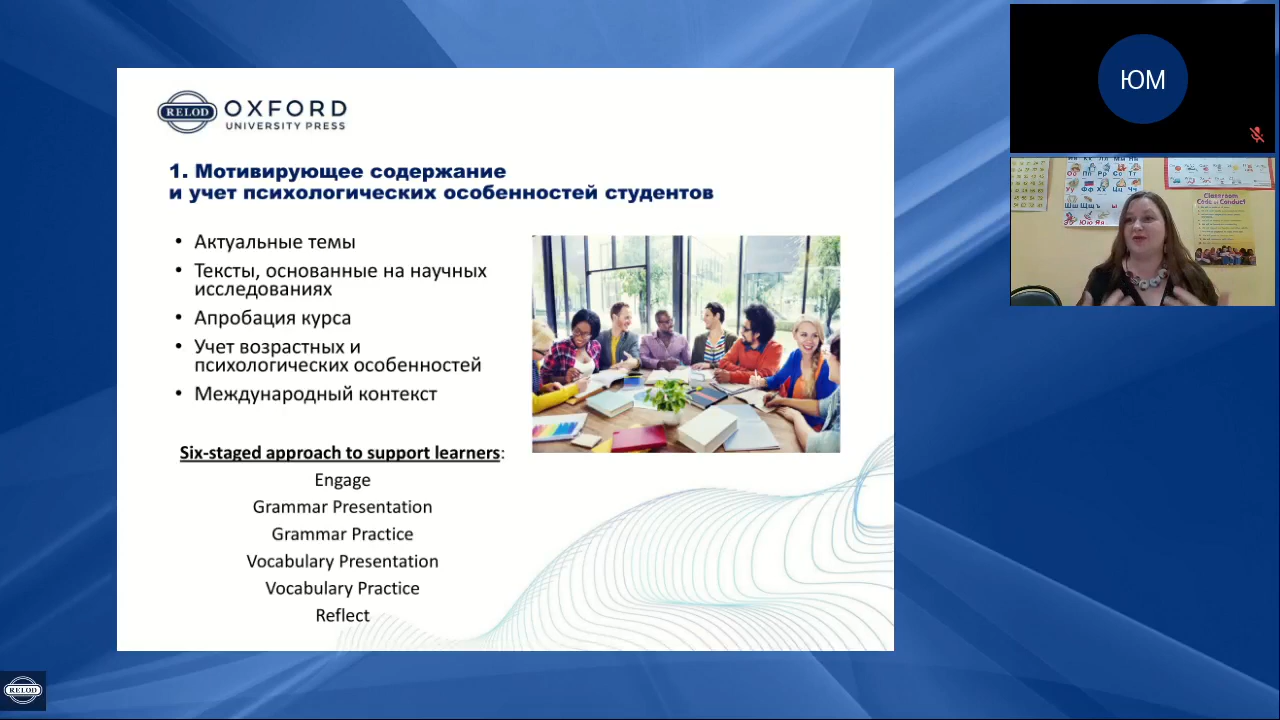 RELOD
OXFORD
UNIVERSITY PRESS
1. Мотивирующее содержание
и учет психологических особенностей студентов
• Актуальные темы
• Тексты, основанные на научных
исследованиях
• Апробация курса
• Учет возрастных и
психологических особенностей
• Международный контекст
Six-staged approach to support learners:
Engage
Grammar Presentation
Grammar Practice
Vocabulary Presentation
Vocabulary Practice
Reflect
ЮМ
Classroom
Code of Conduct
RELOD